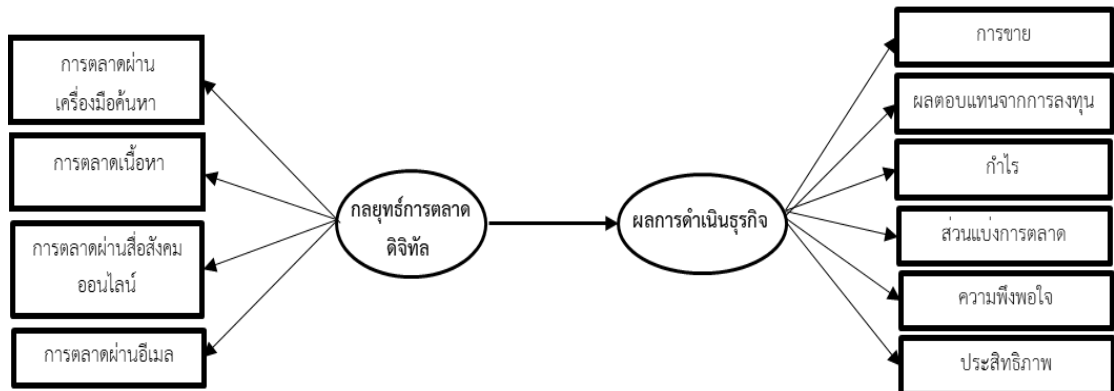 การตลาดผ่าน
เครื่องมือค้นหา
การตลาดเนื้อหา
การตลาดผ่านสื่อสังคม
ออนไลน์
การตลาดผ่านอีเมล
กลยุทธ์การตลาด
ดิจิทัล
ผลการดำเนินธุรกิจ
การขาย
ผลตอบแทนจากการลงทุน
กำไร
ส่วนแบ่งการตลาด
ความพึงพอใจ
ประสิทธิภาพ